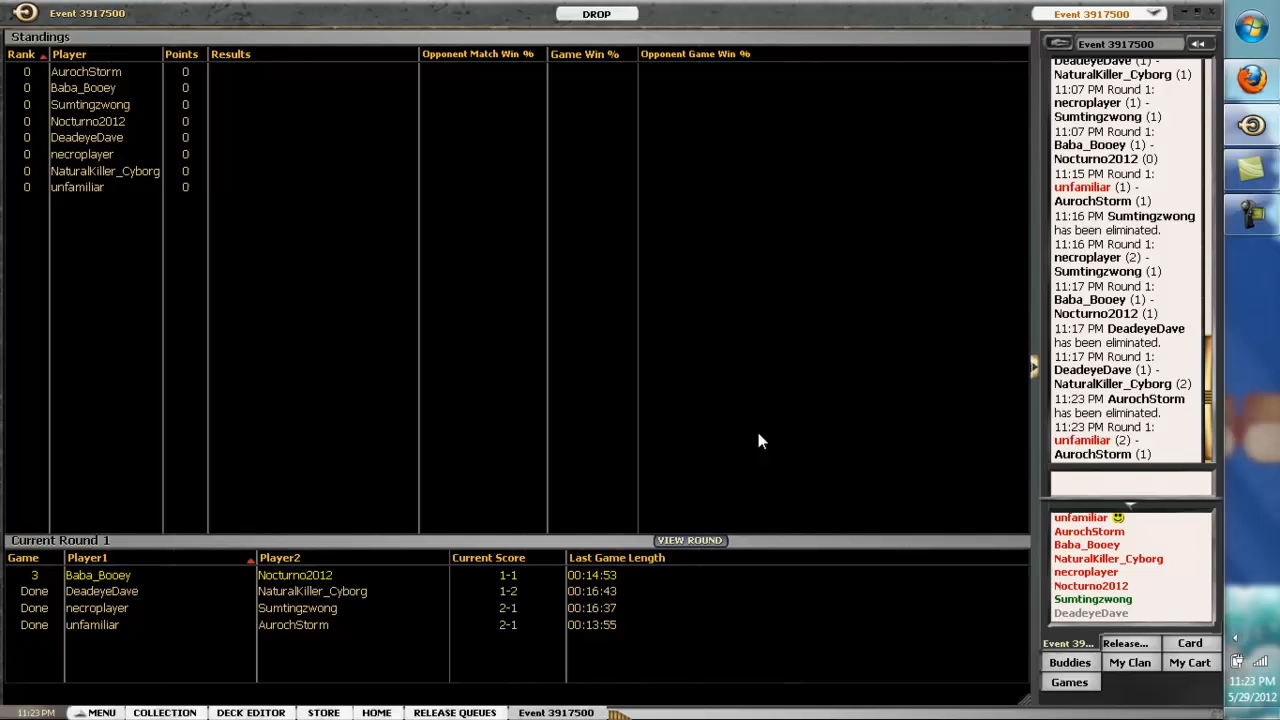 Event 3917500
DROP
Event 3917500
Standings
Rank Player Points Results Opponent Match Win % Game Win % Opponent Game Win %
0 AurochStorm 0
0 Baba_Booey 0
0 Sumtingzwong 0
0 Nocturno2012 0
0 DeadeyeDave 0
0 necroplayer 0
0 NaturalKiller_Cyborg 0
0 unfamiliar 0
Current Round 1
VIEW ROUND
Game Player1 Player2 Current Score Last Game Length
3 Baba_Booey Nocturno2012 1-1 00:14:53
Done DeadeyeDave NaturalKiller_Cyborg 1-2 00:16:43
Done necroplayer Sumtingzwong 2-1 00:16:37
Done unfamiliar AurochStorm 2-1 00:13:55
Event 3917500
DeadeyeDave (1) -
NaturalKiller_Cyborg (1)
11:07 PM Round 1:
necroplayer (1) -
Sumtingzwong (1)
11:07 PM Round 1:
Baba_Booey (1) -
Nocturno2012 (0)
11:15 PM Round 1:
unfamiliar (1) -
AurochStorm (1)
11:16 PM Sumtingzwong
has been eliminated.
11:16 PM Round 1:
necroplayer (2) -
Sumtingzwong (1)
11:17 PM Round 1:
Baba_Booey (1) -
Nocturno2012 (1)
11:17 PM DeadeyeDave
has been eliminated.
11:17 PM Round 1:
DeadeyeDave (1) -
NaturalKiller_Cyborg (2)
11:23 PM AurochStorm
has been eliminated.
11:23 PM Round 1:
unfamiliar (2) -
AurochStorm (1)
unfamiliar
AurochStorm
Baba_Booey
NaturalKiller_Cyborg
necroplayer
Nocturno2012
Sumtingzwong
DeadeyeDave
Event 39... Release... Card
Buddies My Clan My Cart
Games
11:23 PM MENU COLLECTION DECK EDITOR STORE HOME RELEASE QUEUES Event 3917500
11:23 PM
5/29/2012